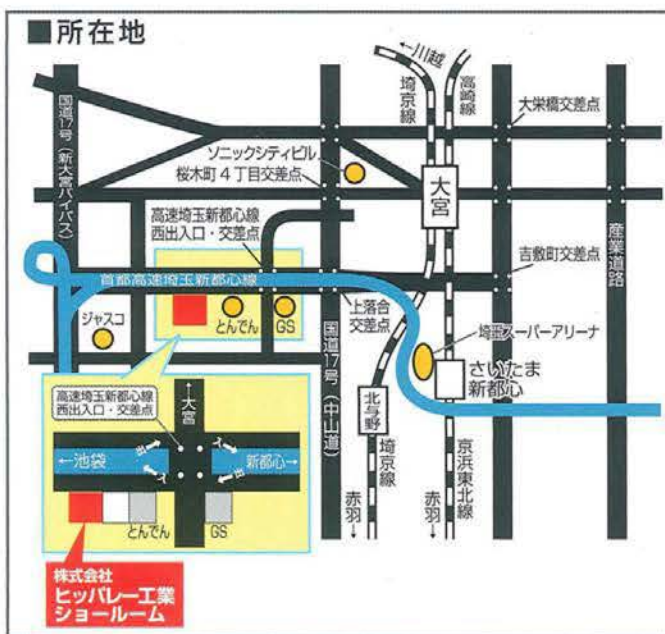 ■所在地
←川越
埼京線
高崎線
大栄橋交差点
国道17号（新大宮バイパス）
ソニックシティビル
桜木町4丁目交差点
大宮
高速埼玉新都心線
西出入口・交差点
産業道路
吉敷町交差点
首都高速埼玉新都心線
ジャスコ
とんでん
GS
上落合
交差点
国道17号（中山道）
埼玉スーパーアリーナ
さいたま
新都心
北与野
埼京線
京浜東北線
赤羽→
赤羽→
高速埼玉新都心線
西出入口・交差点
←大宮
←池袋
出
入
入
出
新都心→
とんでん
GS
株式会社
ヒッパレー工業
ショールーム